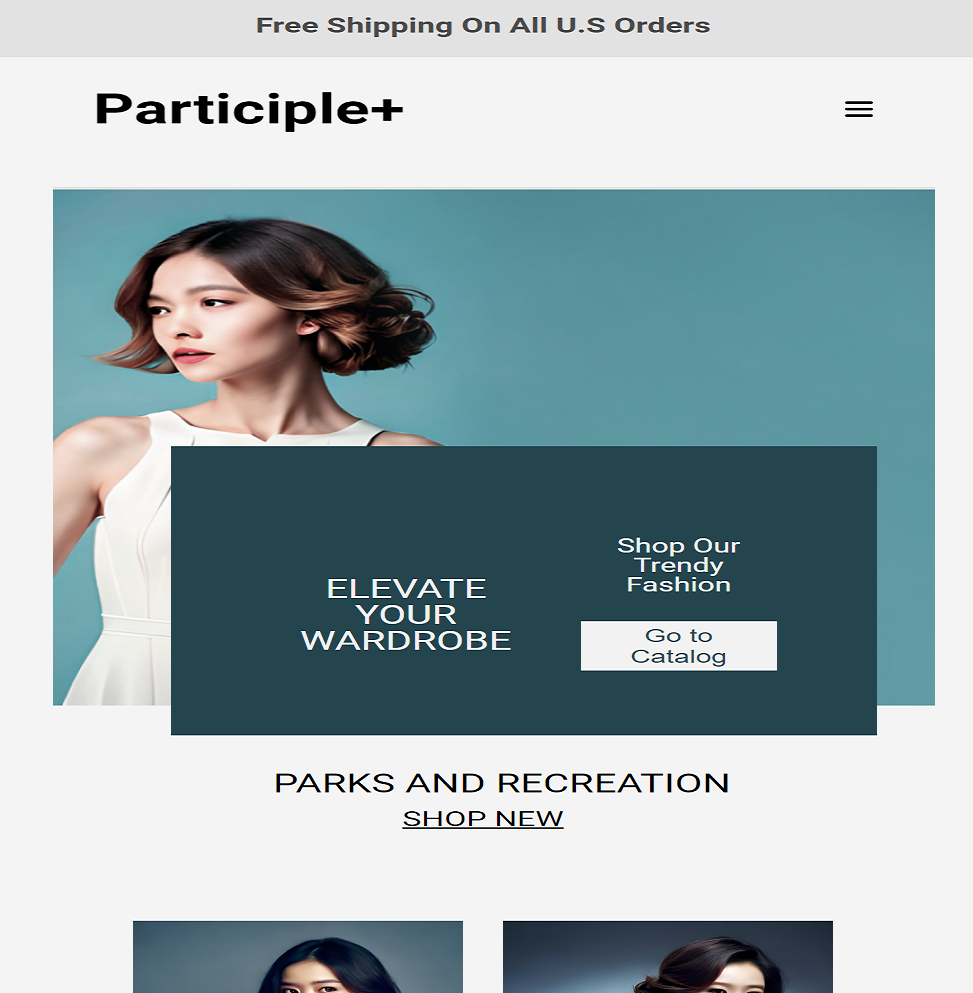 Free Shipping On All U.S Orders
Participle+
ELEVATE
YOUR
WARDROBE
Shop Our
Trendy
Fashion
Go to
Catalog
PARKS AND RECREATION
SHOP NEW